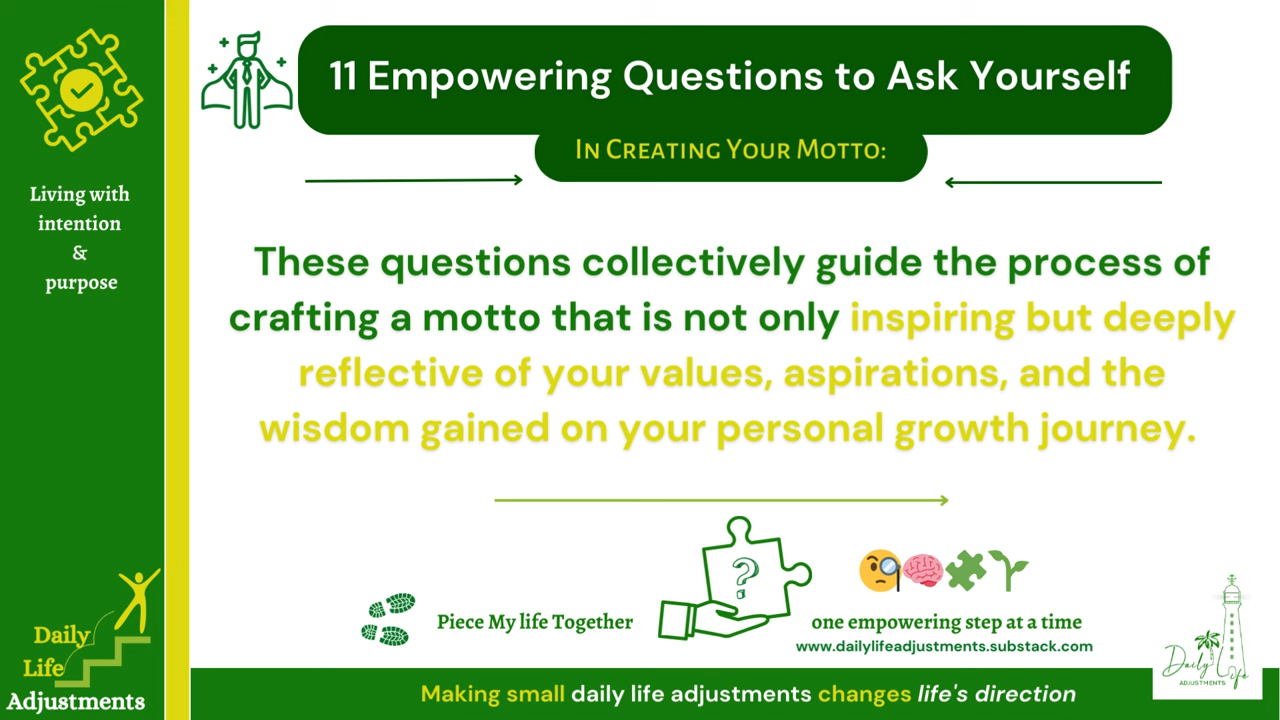 11 Empowering Questions to Ask Yourself
In Creating Your Motto:
Living with
intention
&
purpose
These questions collectively guide the process of
crafting a motto that is not only inspiring but deeply
reflective of your values, aspirations, and the
wisdom gained on your personal growth journey.
?
Piece My life Together
one empowering step at a time
www.dailylifeadjustments.substack.com
Daily
Life
Adjustments
Daily Life
ADJUSTMENTS
Making small daily life adjustments changes life's direction